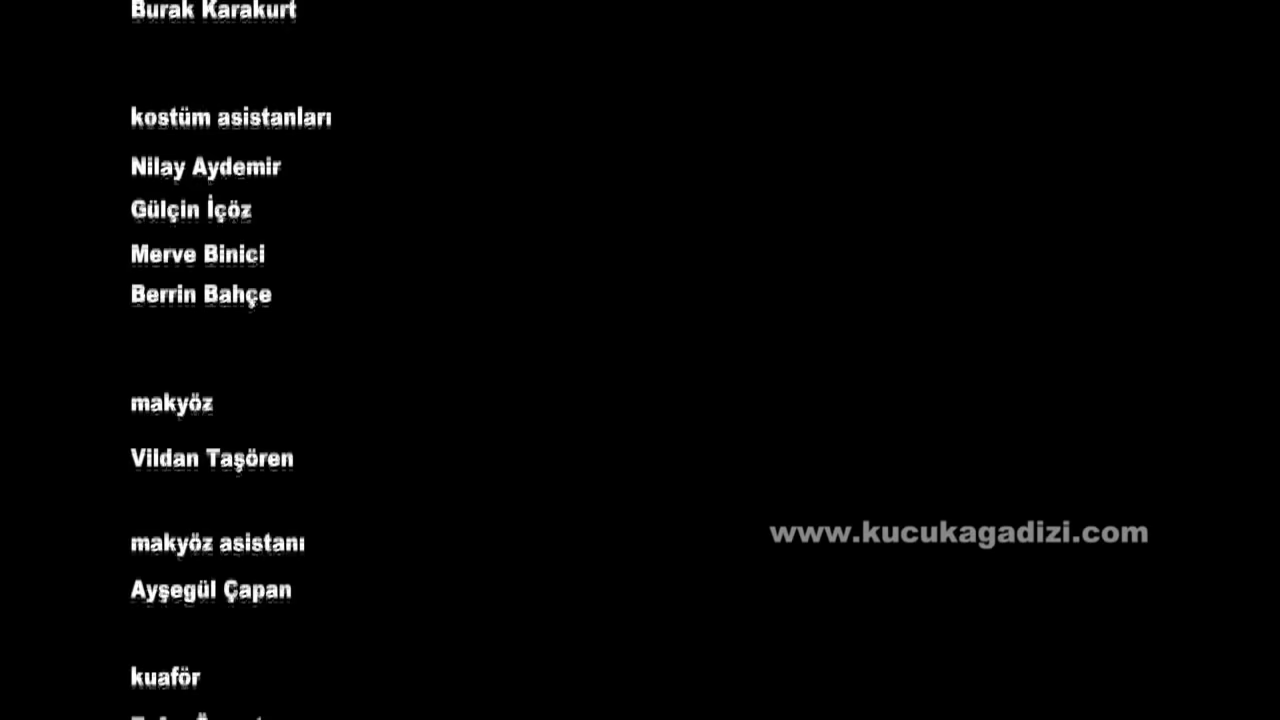 Burak Karakurt
kostüm asistanları
Nilay Aydemir
Gülçin İçöz
Merve Binici
Berrin Bahçe
makyöz
Vildan Taşören
www.kucukagadizi.com
makyöz asistanı
Ayşegül Çapan
kuaför